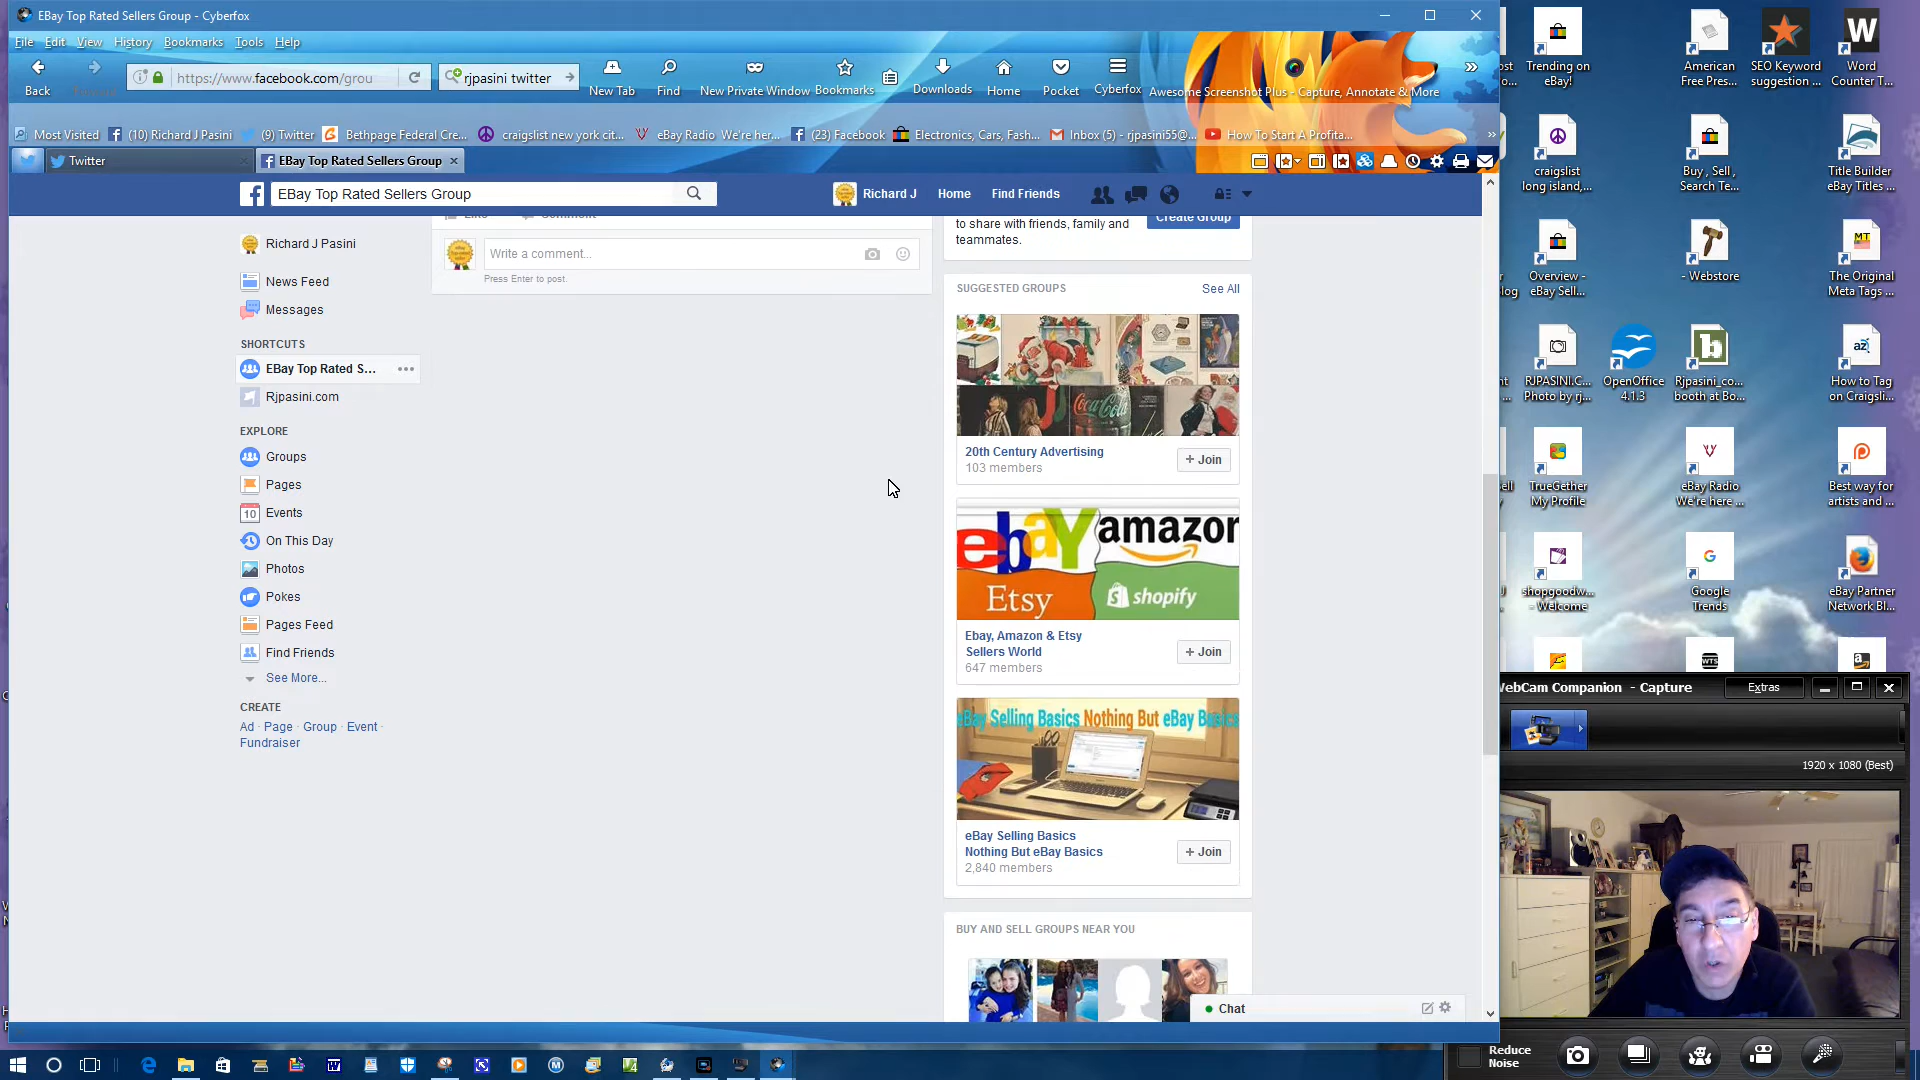 EBay Top Rated Sellers Group - Cyberfox
File Edit View History Bookmarks Tools Help
https://www.facebook.com/grou
rjpasini twitter
Back
New Tab
Find
New Private Window
Bookmarks
Downloads
Home
Pocket
Cyberfox
Awesome Screenshot Plus - Capture, Annotate & More
Most Visited
(10) Richard J Pasini
(9) Twitter
Bethpage Federal Cre...
craigslist new york cit...
eBay Radio We're her...
(23) Facebook
Electronics, Cars, Fash...
Inbox (5) - rjpasini55@...
How To Start A Profita...
Twitter
EBay Top Rated Sellers Group
EBay Top Rated Sellers Group
Richard J
Home
Find Friends
Richard J Pasini
News Feed
Messages
SHORTCUTS
EBay Top Rated S...
Rjpasini.com
EXPLORE
Groups
Pages
10
Events
On This Day
Photos
Pokes
Pages Feed
Find Friends
See More...
CREATE
Ad · Page · Group · Event ·
Fundraiser
Like
Comment
Write a comment...
Press Enter to post.
to share with friends, family and
teammates.
Create Group
SUGGESTED GROUPS
See All
Coca-Cola
20th Century Advertising
103 members
+ Join
ebay amazon
Etsy shopify
Ebay, Amazon & Etsy
Sellers World
647 members
+ Join
eBay Selling Basics Nothing But eBay Basics
eBay Selling Basics
Nothing But eBay Basics
2,840 members
+ Join
BUY AND SELL GROUPS NEAR YOU
Chat
Trending on
eBay!
American
Free Pres...
SEO Keyword
suggestion ...
W
Word
Counter T...
craigslist
long island,...
Buy , Sell ,
Search Te...
Title Builder
eBay Titles ...
Overview -
eBay Sell...
- Webstore
MT
The Original
Meta Tags ...
RJPASINI.C...
Photo by rj...
OpenOffice
4.1.3
b
Rjpasini_co...
booth at Bo...
az
How to Tag
on Craigsli...
TrueGether
My Profile
eBay Radio
We're here ...
Best way for
artists and ...
shopgoodw...
- Welcome
G
Google
Trends
eBay Partner
Network Bl...
WTS
WebCam Companion - Capture
Extras
1920 x 1080 (Best)
Reduce
Noise